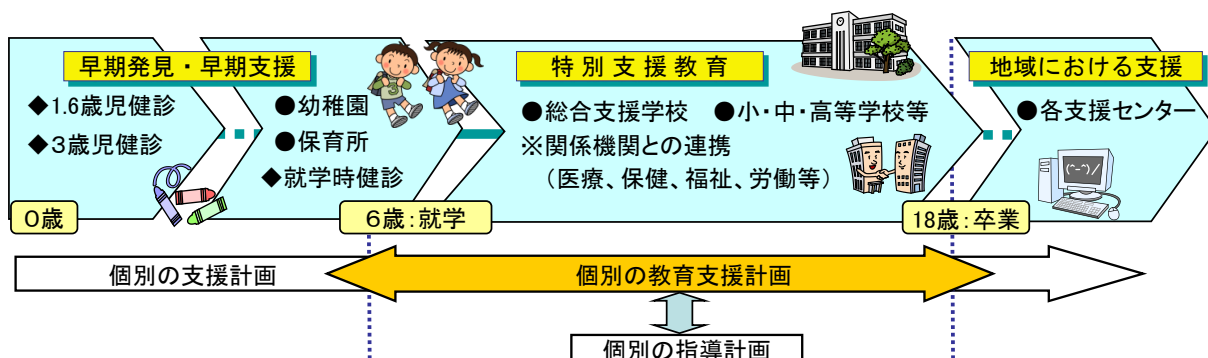 早期発見・早期支援
◆1.6歳児健診
◆3歳児健診
0歳
●幼稚園
●保育所
◆就学時健診
6歳:就学
特別支援教育
●総合支援学校 ●小・中・高等学校等
※関係機関との連携
(医療、保健、福祉、労働等)
18歳:卒業
地域における支援
●各支援センター
(^-^)/
個別の支援計画
個別の教育支援計画
個別の指導計画